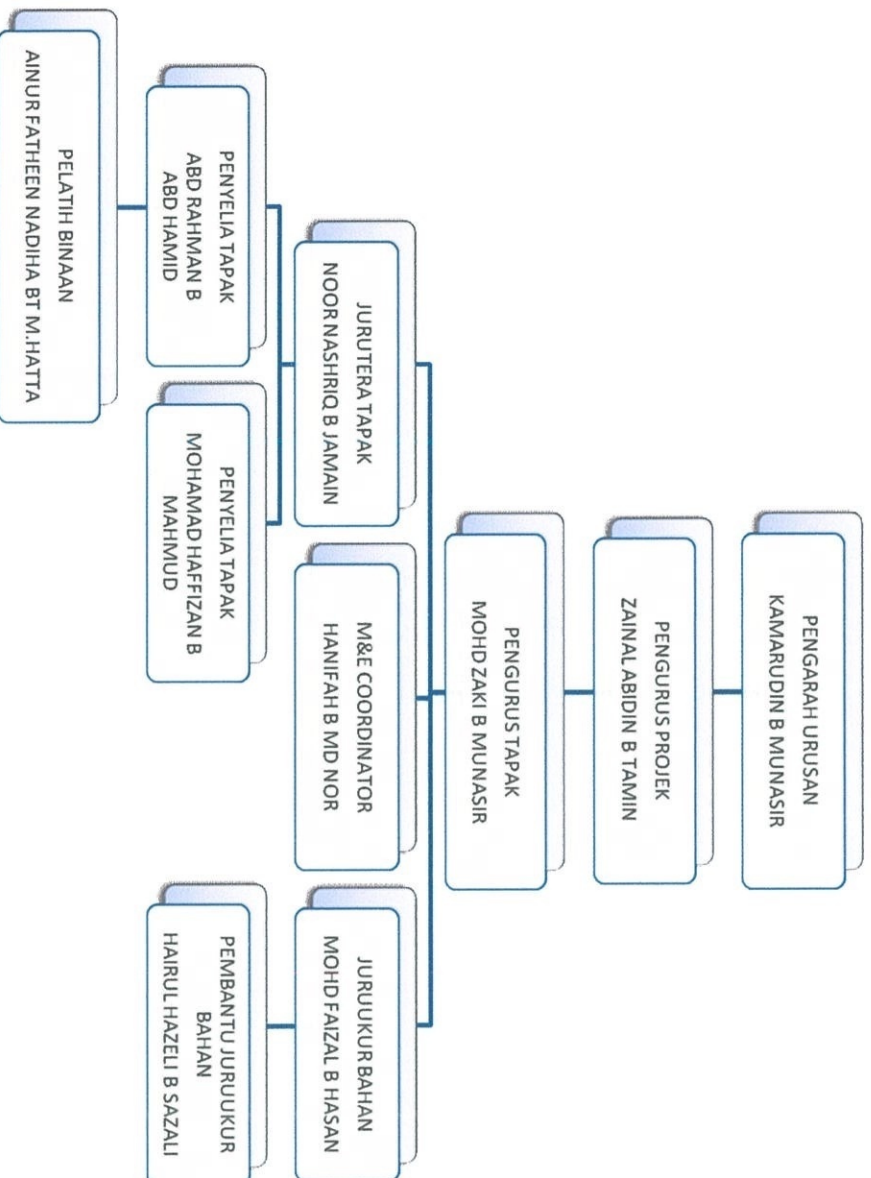 PENGARAH URUSAN
KAMARUDIN B MUNASIR
PENGURUS PROJEK
ZAINAL ABIDIN B TAMIN
PENGURUS TAPAK
MOHD ZAKI B MUNASIR
JURUTERA TAPAK
NOOR NASHRIQ B JAMAIN
M&E COORDINATOR
HANIFAH B MD NOR
JURUUKUR BAHAN
MOHD FAIZAL B HASAN
PENYELIA TAPAK
ABD RAHMAN B
ABD HAMID
PENYELIA TAPAK
MOHAMAD HAFFIZAN B
MAHMUD
PEMBANTU JURUUKUR
BAHAN
HAIRUL HAZELI B SAZALI
PELATIH BINAAN
AINUR FATHEEN NADIHA BT M.HATTA